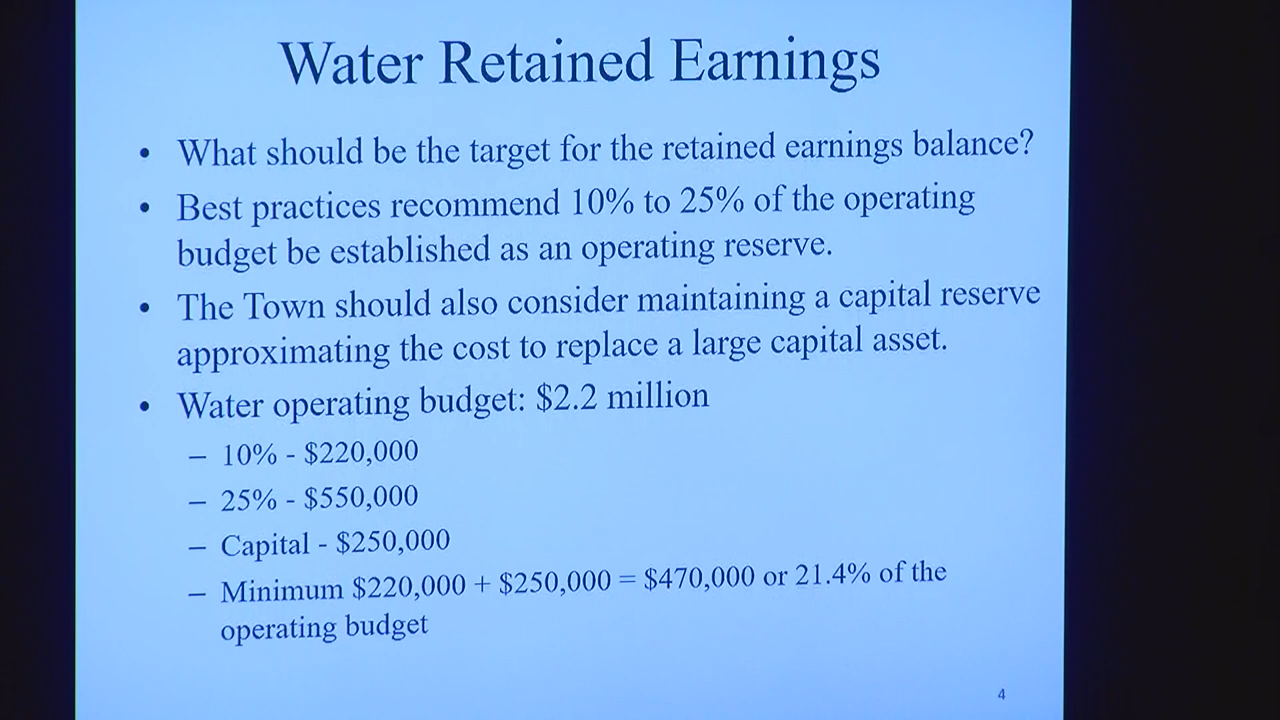 Water Retained Earnings
• What should be the target for the retained earnings balance?
• Best practices recommend 10% to 25% of the operating
budget be established as an operating reserve.
• The Town should also consider maintaining a capital reserve
approximating the cost to replace a large capital asset.
• Water operating budget: $2.2 million
– 10% - $220,000
– 25% - $550,000
– Capital - $250,000
– Minimum $220,000 + $250,000 = $470,000 or 21.4% of the
operating budget
4